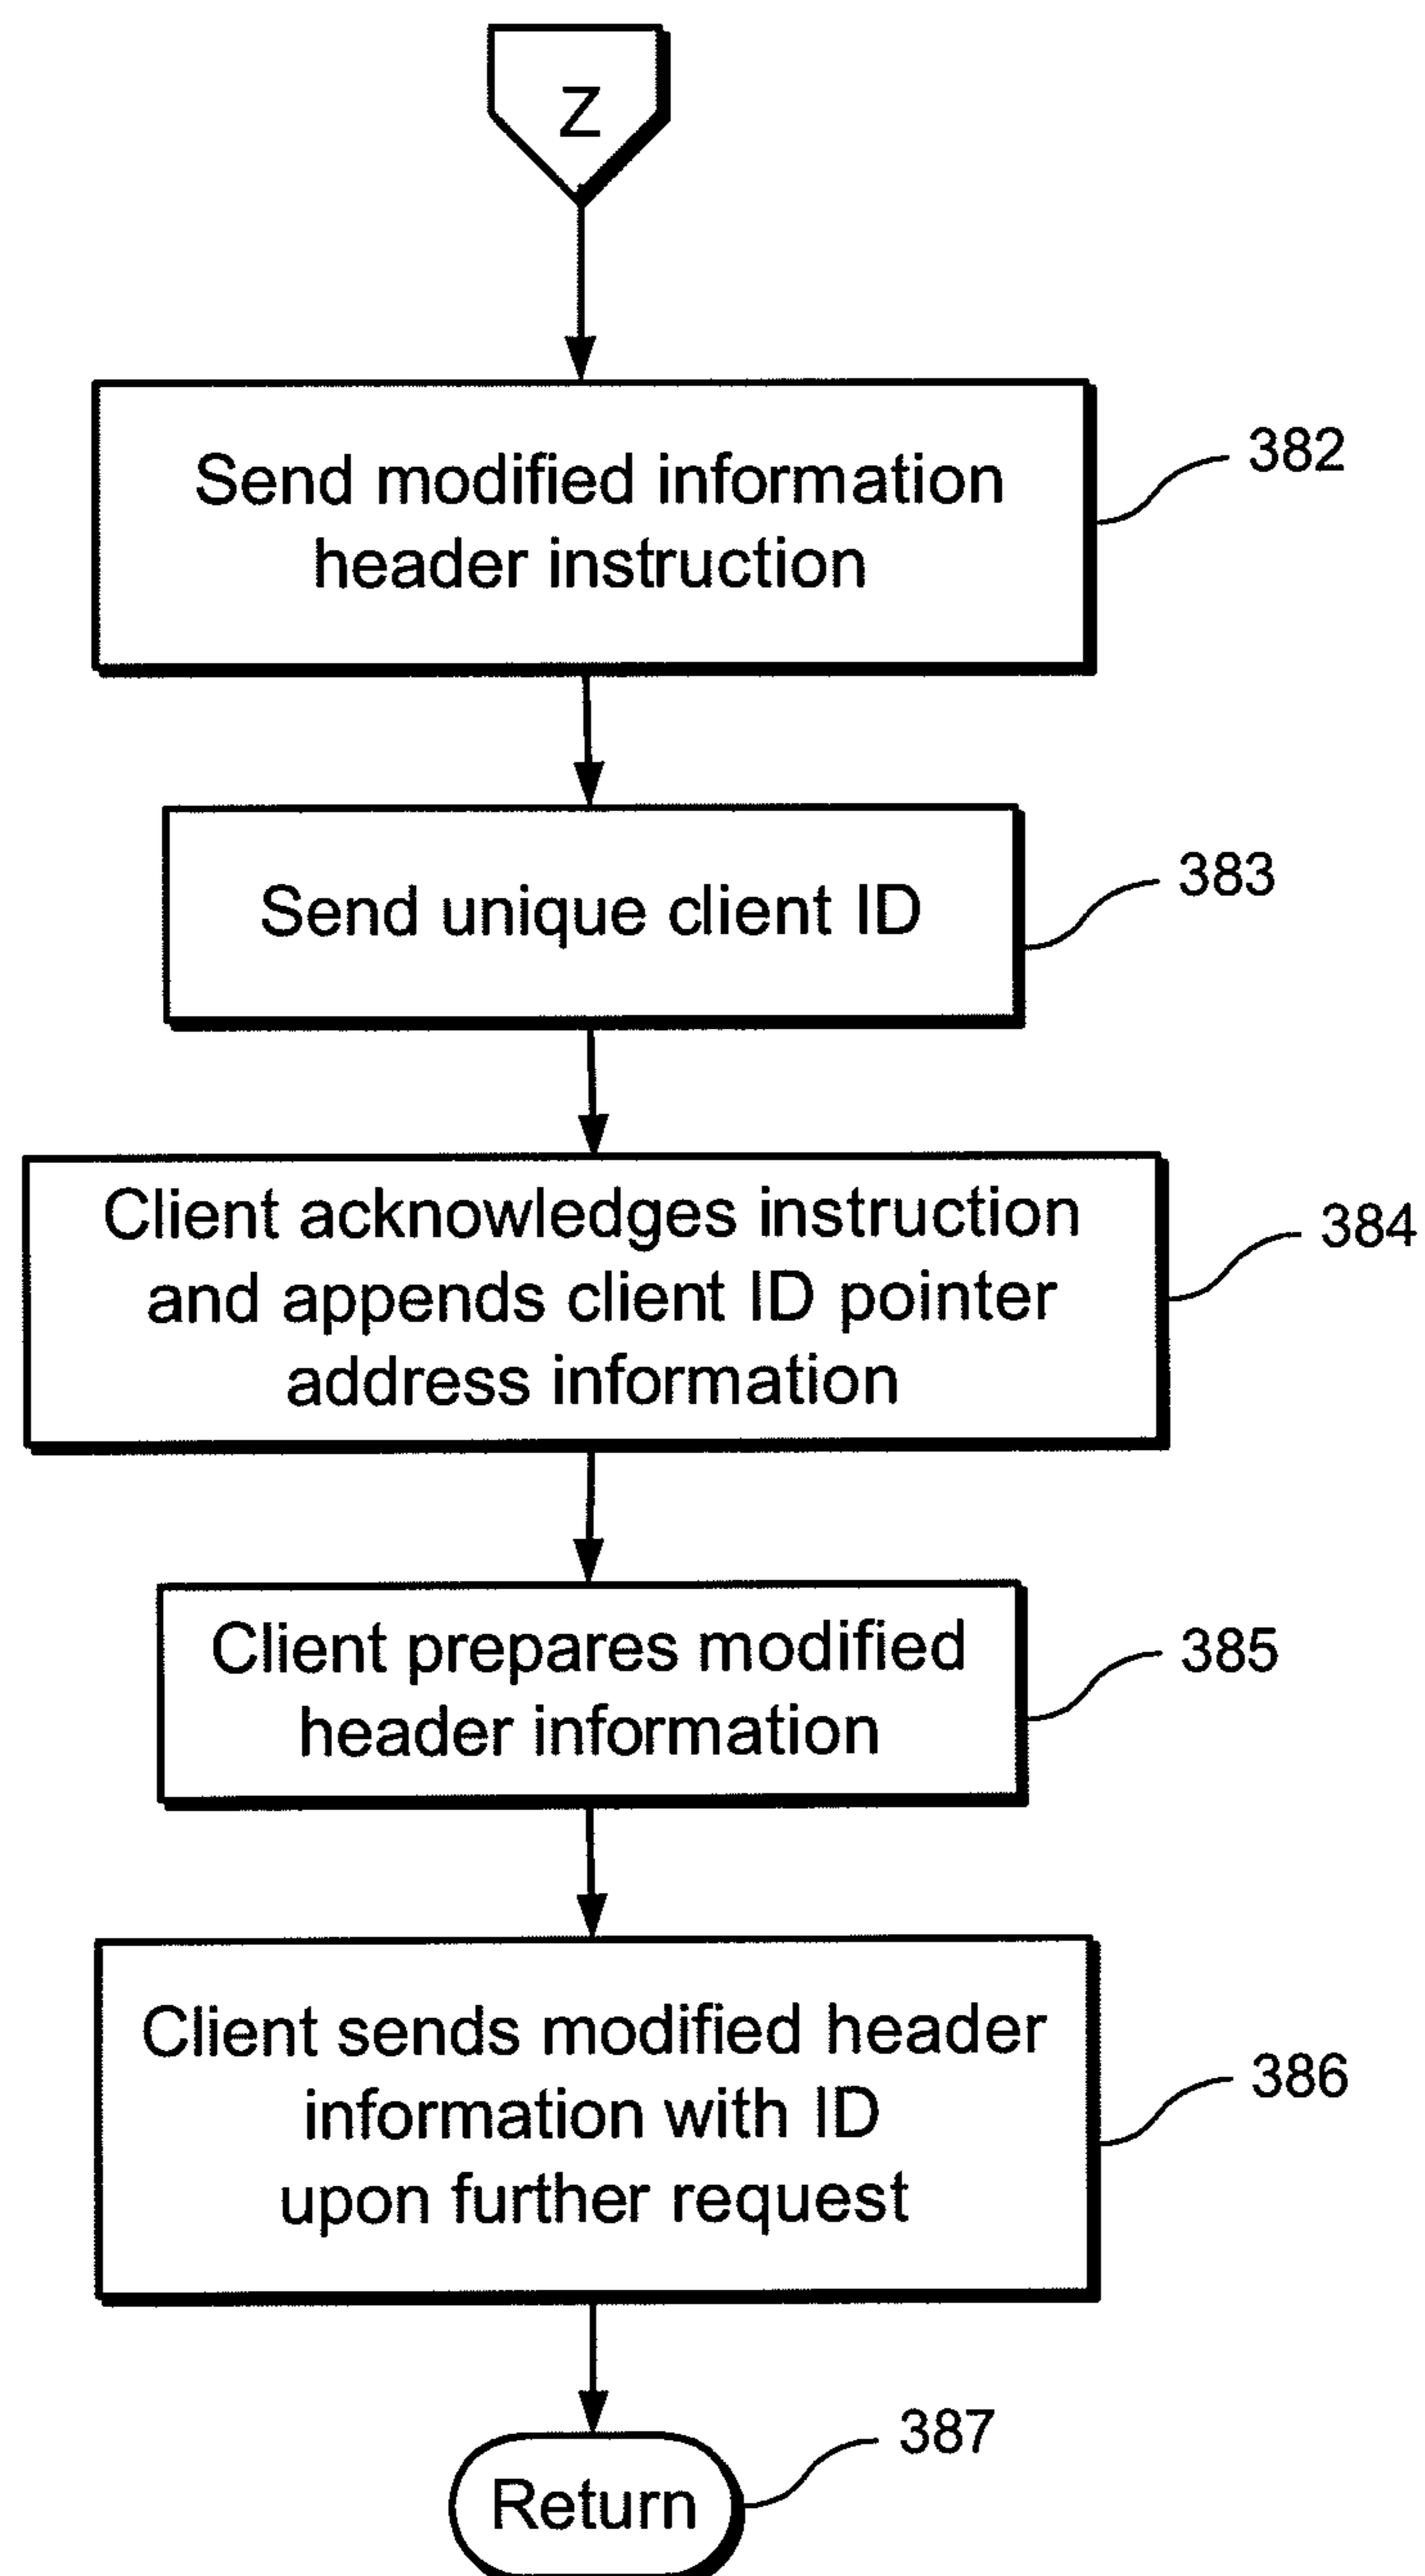 Z
Send modified information
header instruction
382
Send unique client ID
383
Client acknowledges instruction
and appends client ID pointer
address information
384
Client prepares modified
header information
385
Client sends modified header
information with ID
upon further request
386
Return
387